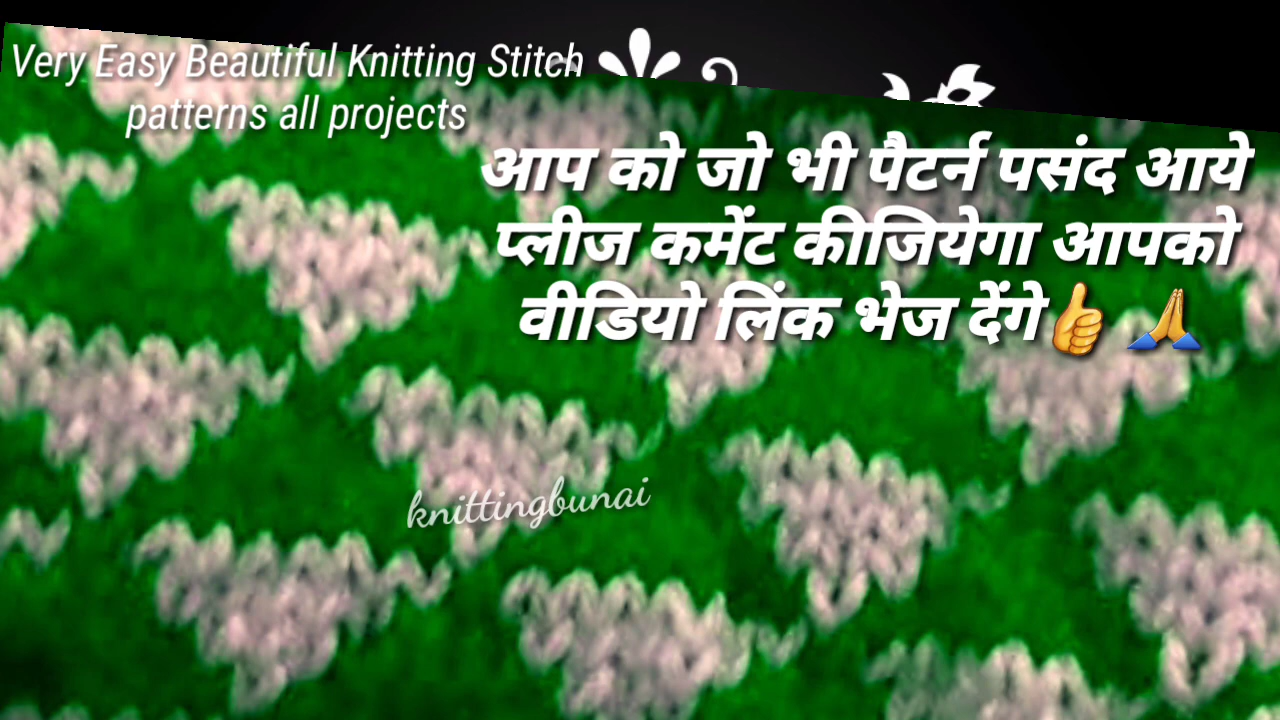 Very Easy Beautiful Knitting Stitch
patterns all projects
आप को जो भी पैटर्न पसंद आये
प्लीज कमेंट कीजियेगा आपको
वीडियो लिंक भेज देंगे👍 🙏
knittingbunai